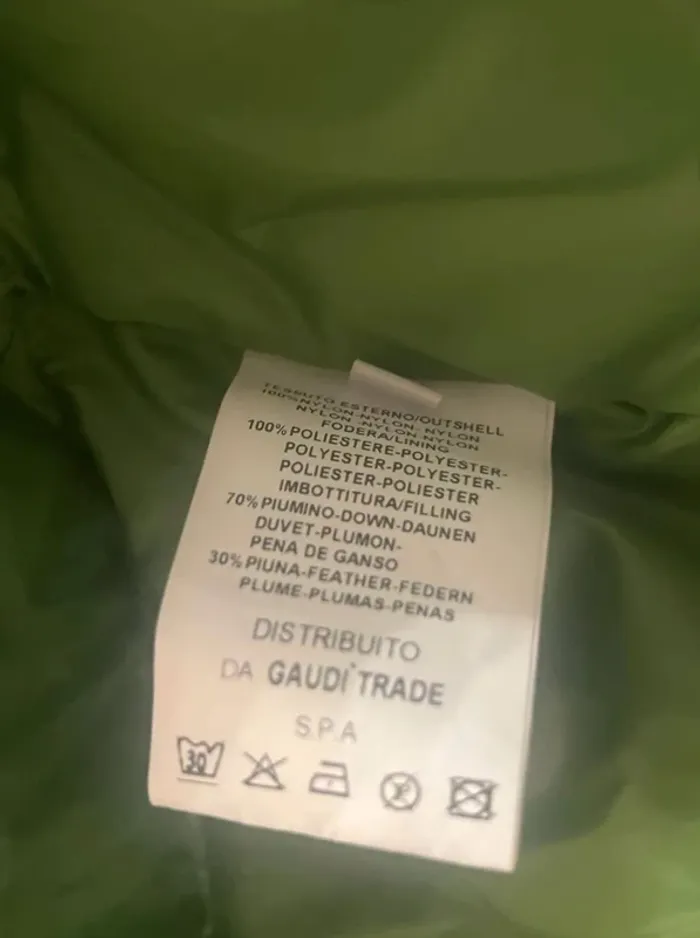 TESSUTO ESTERNO/OUTSHELL
100%NYLON-NYLON- NYLON
NYLON -NYLON-NYLON
FODERA/LINING
100%POLIESTERE-POLYESTER-
POLYESTER-POLYESTER-
POLIESTER-POLIESTER
IMBOTTITURA/FILLING
70%PIUMINO-DOWN-DAUNEN
DUVET-PLUMON-
PENA DE GANSO
30%PIUNA-FEATHER-FEDERN
PLUME-PLUMAS-PENAS
DISTRIBUITO
DA GAUDI' TRADE
S.P.A
30